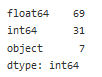 float64    69
int64      31
object      7
dtype: int64